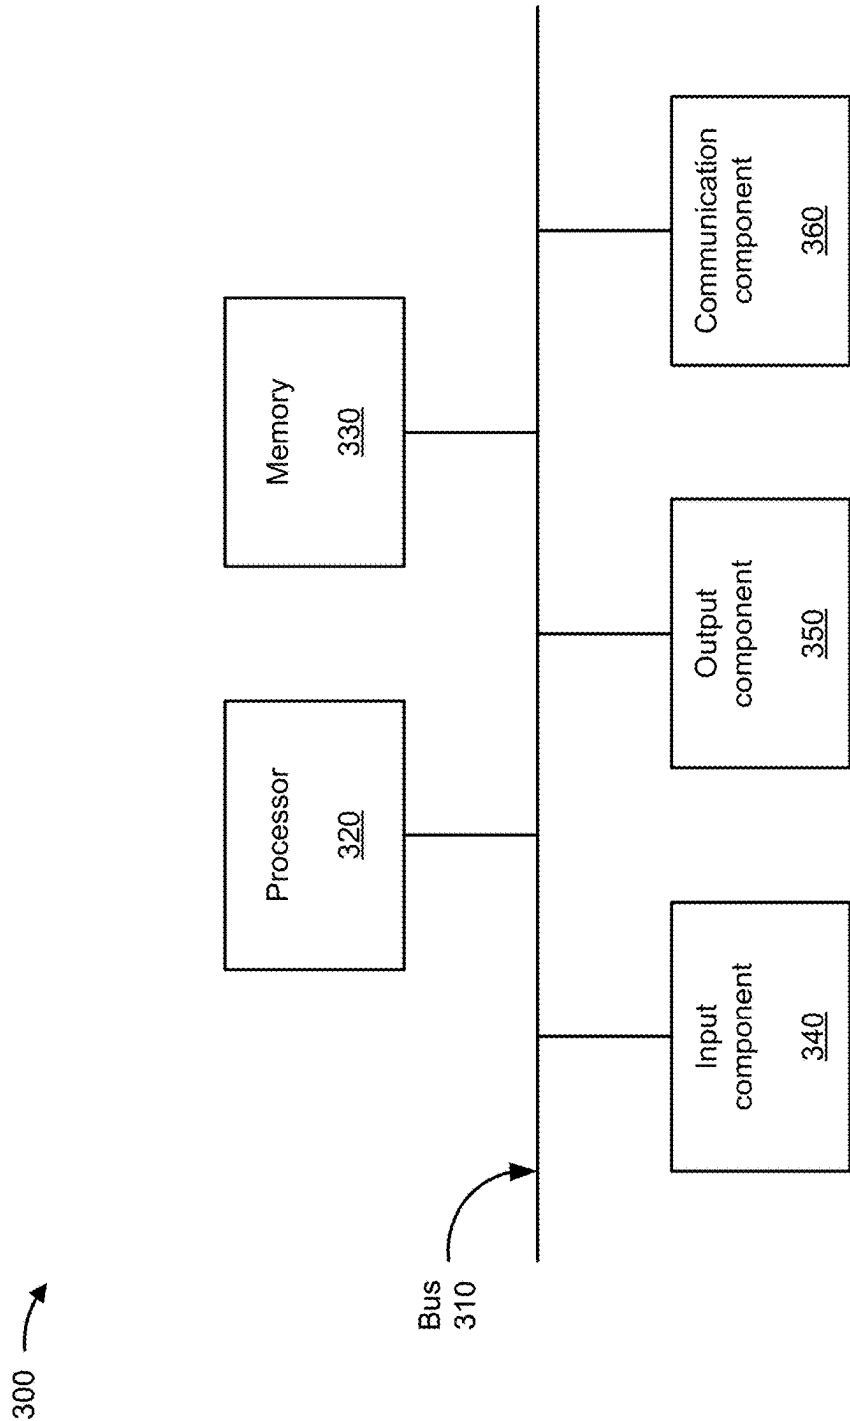 300
Bus
310
Processor
320
Memory
330
Input
component
340
Output
component
350
Communication
component
360